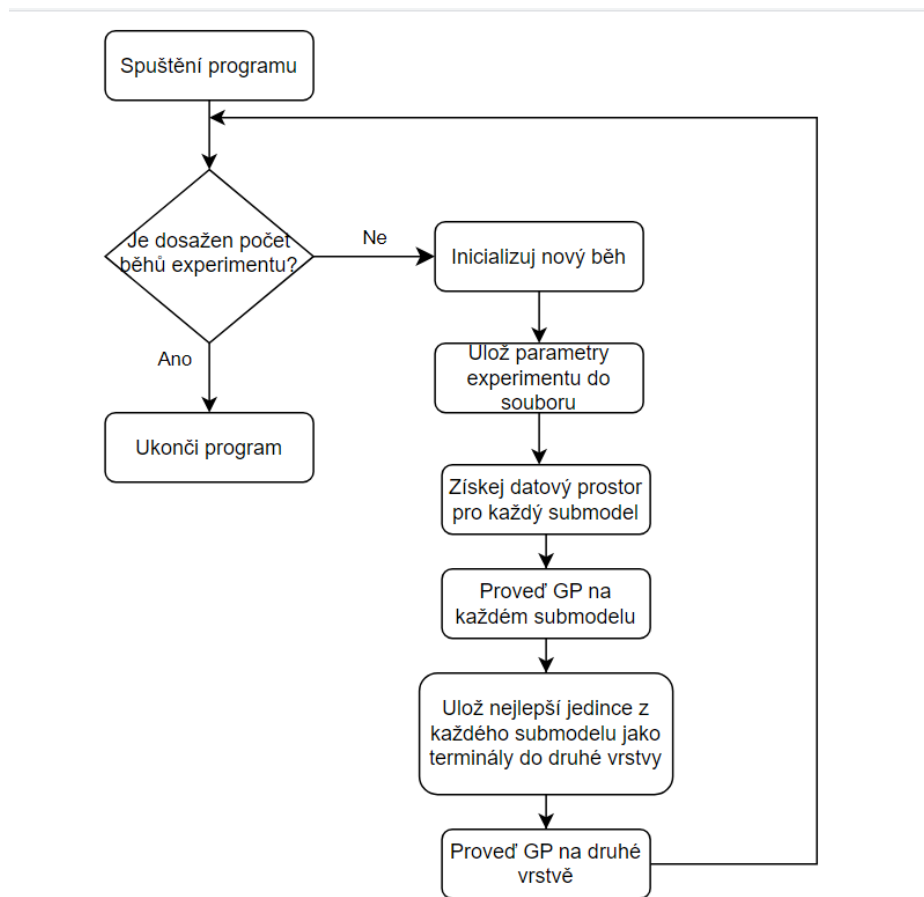 Spuštění programu
Je dosažen počet
běhů experimentu?
Ne
Inicializuj nový běh
Ulož parametry
experimentu do
souboru
Ano
Ukonči program
Získej datový prostor
pro každý submodel
Proveď GP na
každém submodelu
Ulož nejlepší jedince z
každého submodelu jako
terminály do druhé vrstvy
Proveď GP na druhé
vrstvě